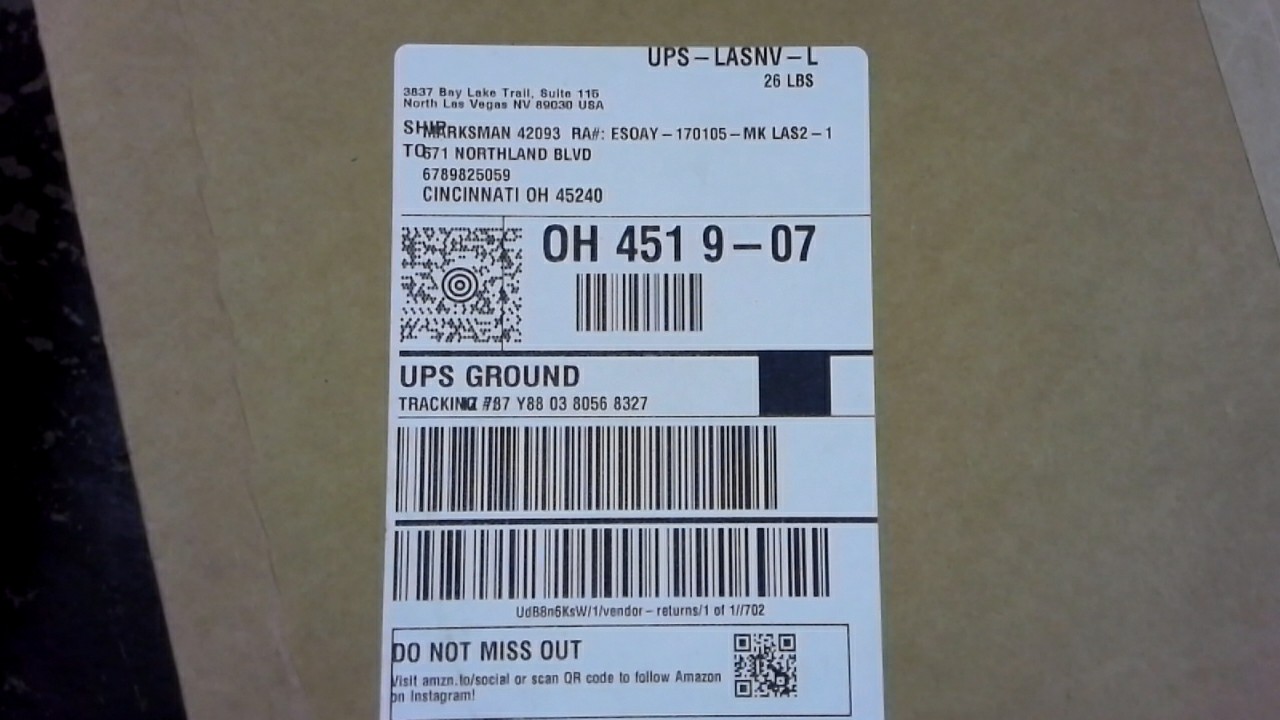 UPS-LASNV-L
26 LBS
3837 Bay Lake Trail, Suite 115
North Las Vegas NV 89030 USA
SHIP
MARKSMAN 42093 RA#: ESOAY-170105-MK LAS2-1
TO
671 NORTHLAND BLVD
6789825059
CINCINNATI OH 45240
OH 451 9-07
UPS GROUND
TRACKING #: Y88 03 8056 8327
UdB8n6KsW/1/vendor-returns/1 of 1//702
DO NOT MISS OUT
Visit amzn.to/social or scan QR code to follow Amazon
on Instagram!